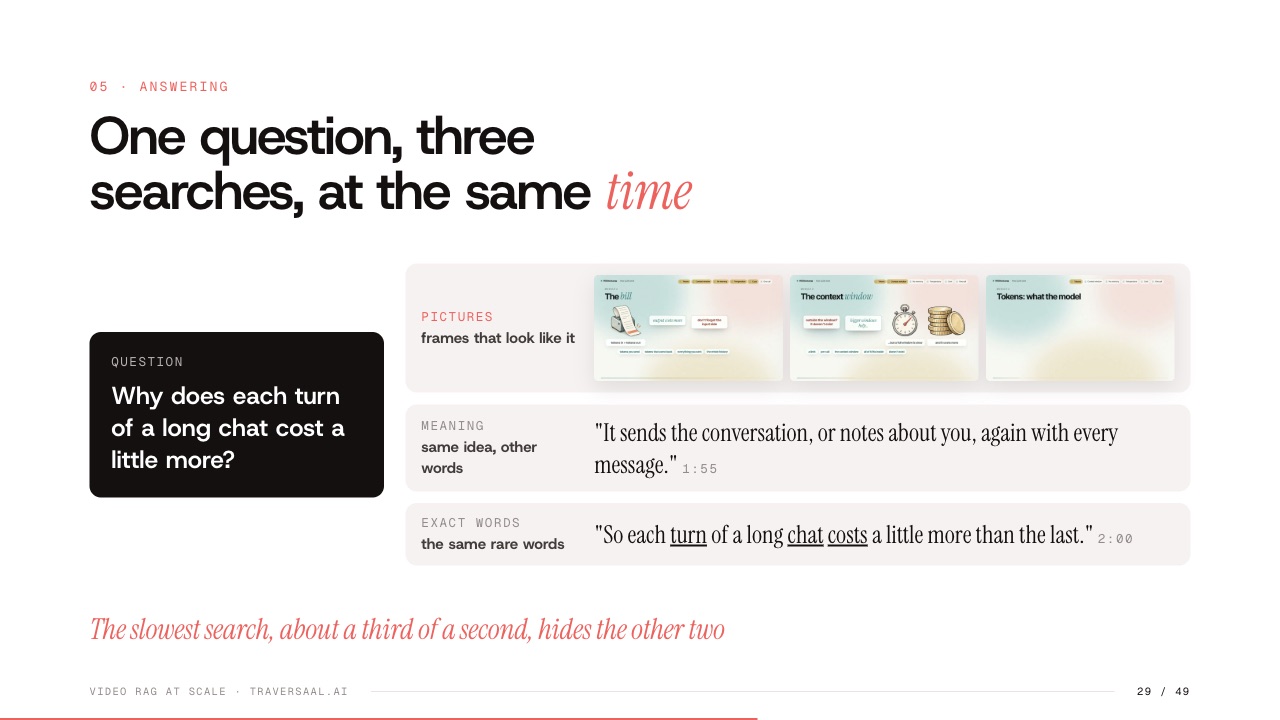 05 · ANSWERING
One question, three
searches, at the same time
QUESTION
Why does each turn
of a long chat cost a
little more?
PICTURES
frames that look like it
The bill
The context window
Tokens: what the model
MEANING
same idea, other
words
"It sends the conversation, or notes about you, again with every
message." 1:55
EXACT WORDS
the same rare words
"So each turn of a long chat costs a little more than the last." 2:00
The slowest search, about a third of a second, hides the other two
VIDEO RAG AT SCALE · TRAVERSAAL.AI
29 / 49